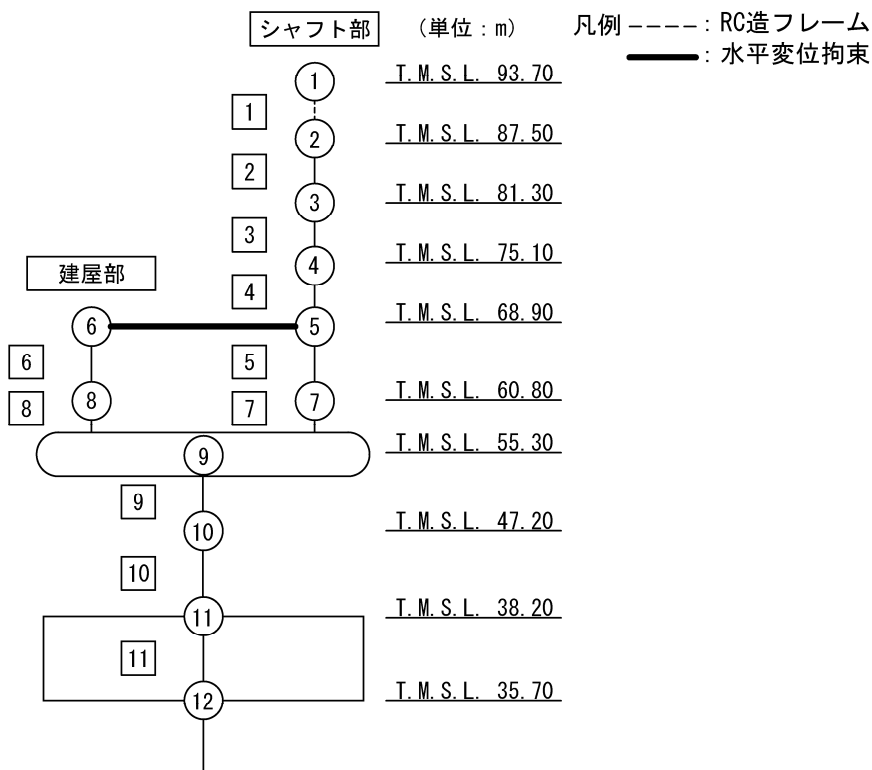 シャフト部 (単位：m) 凡例 ----：RC造フレーム
：水平変位拘束
1 T.M.S.L. 93.70
1
2 T.M.S.L. 87.50
2
3 T.M.S.L. 81.30
3
4 T.M.S.L. 75.10
建屋部 4
6 5 T.M.S.L. 68.90
6 5
8 7 T.M.S.L. 60.80
8 7
9 T.M.S.L. 55.30
9
10 T.M.S.L. 47.20
10
11 T.M.S.L. 38.20
11
12 T.M.S.L. 35.70